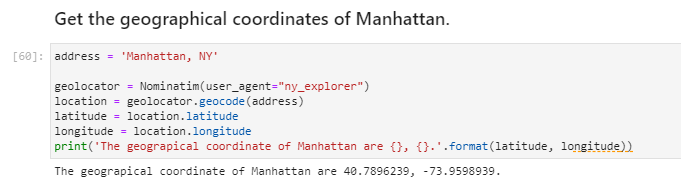 Get the geographical coordinates of Manhattan.
[60]: address = 'Manhattan, NY'
geolocator = Nominatim(user_agent="ny_explorer")
location = geolocator.geocode(address)
latitude = location.latitude
longitude = location.longitude
print('The geograpical coordinate of Manhattan are {}, {}.'.format(latitude, longitude))
The geograpical coordinate of Manhattan are 40.7896239, -73.9598939.